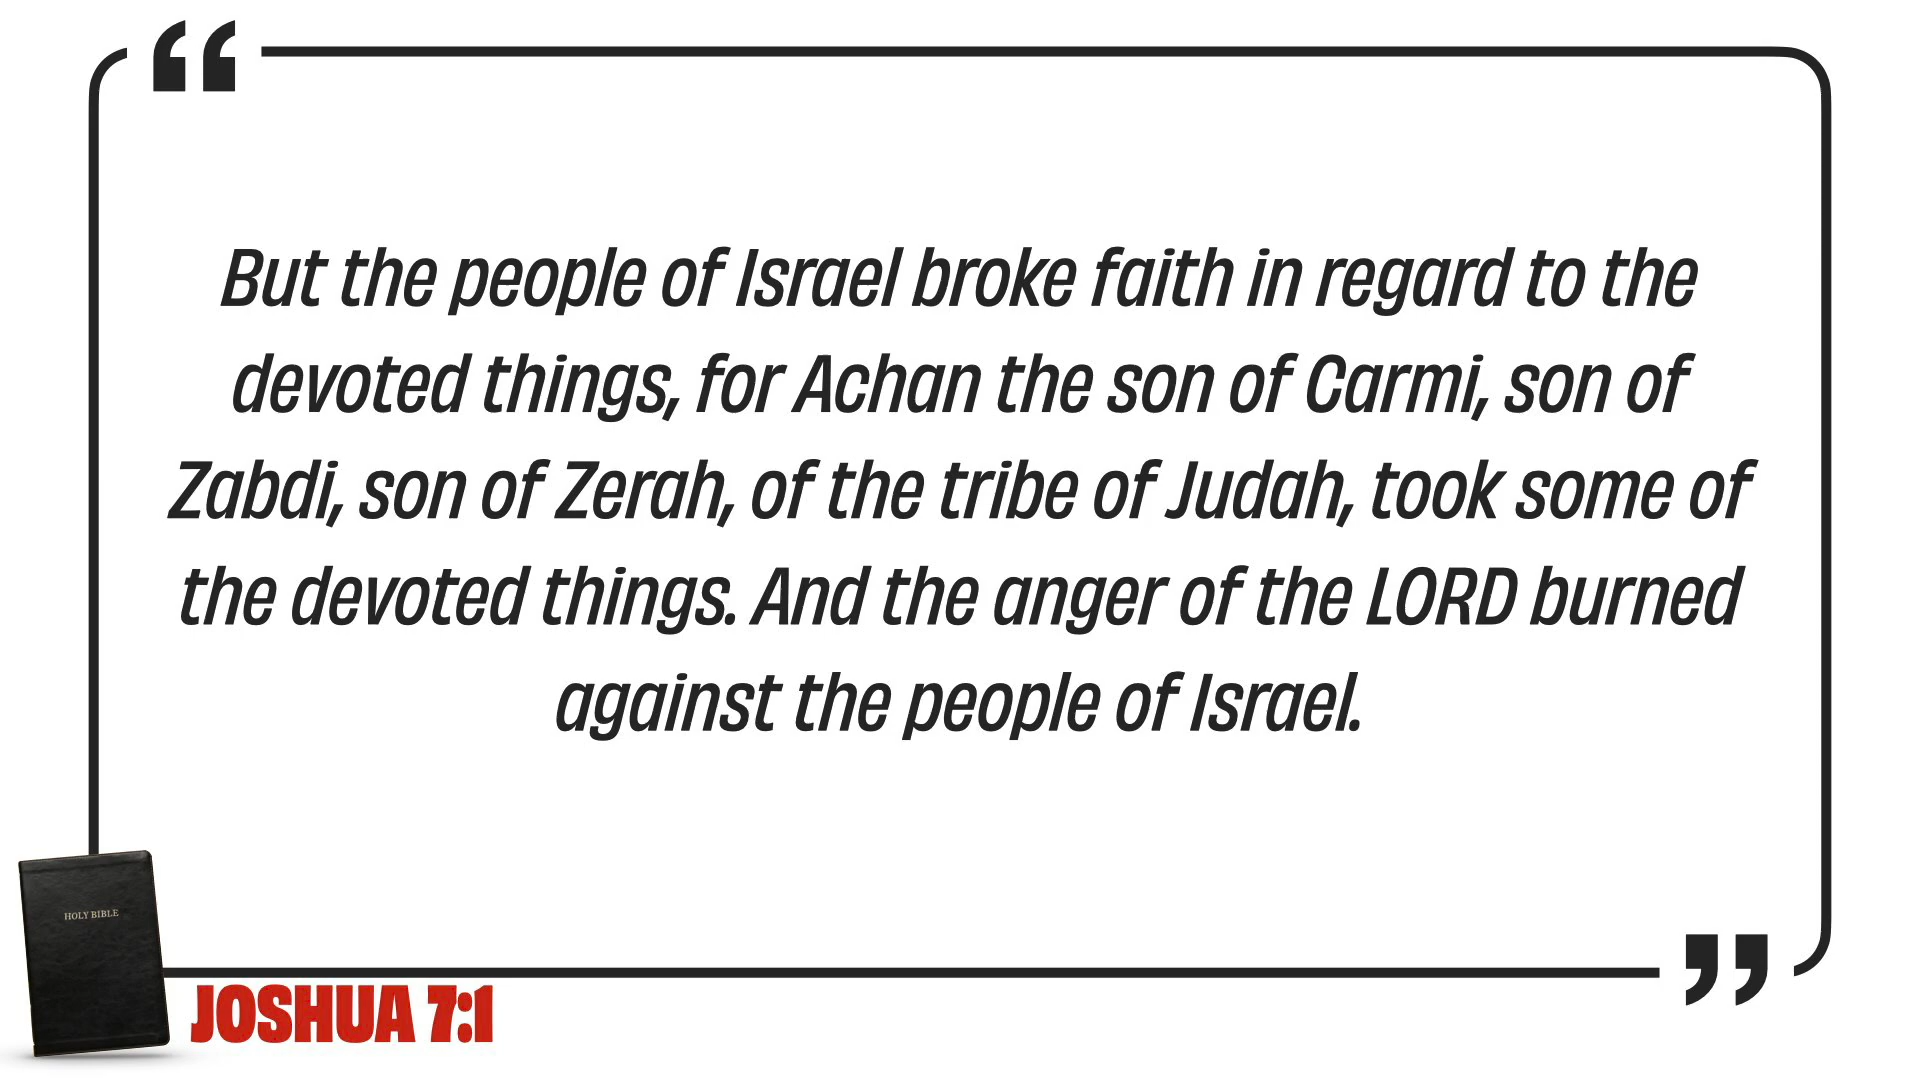 “
But the people of Israel broke faith in regard to the
devoted things, for Achan the son of Carmi, son of
Zabdi, son of Zerah, of the tribe of Judah, took some of
the devoted things. And the anger of the LORD burned
against the people of Israel.
”
HOLY BIBLE
JOSHUA 7:1